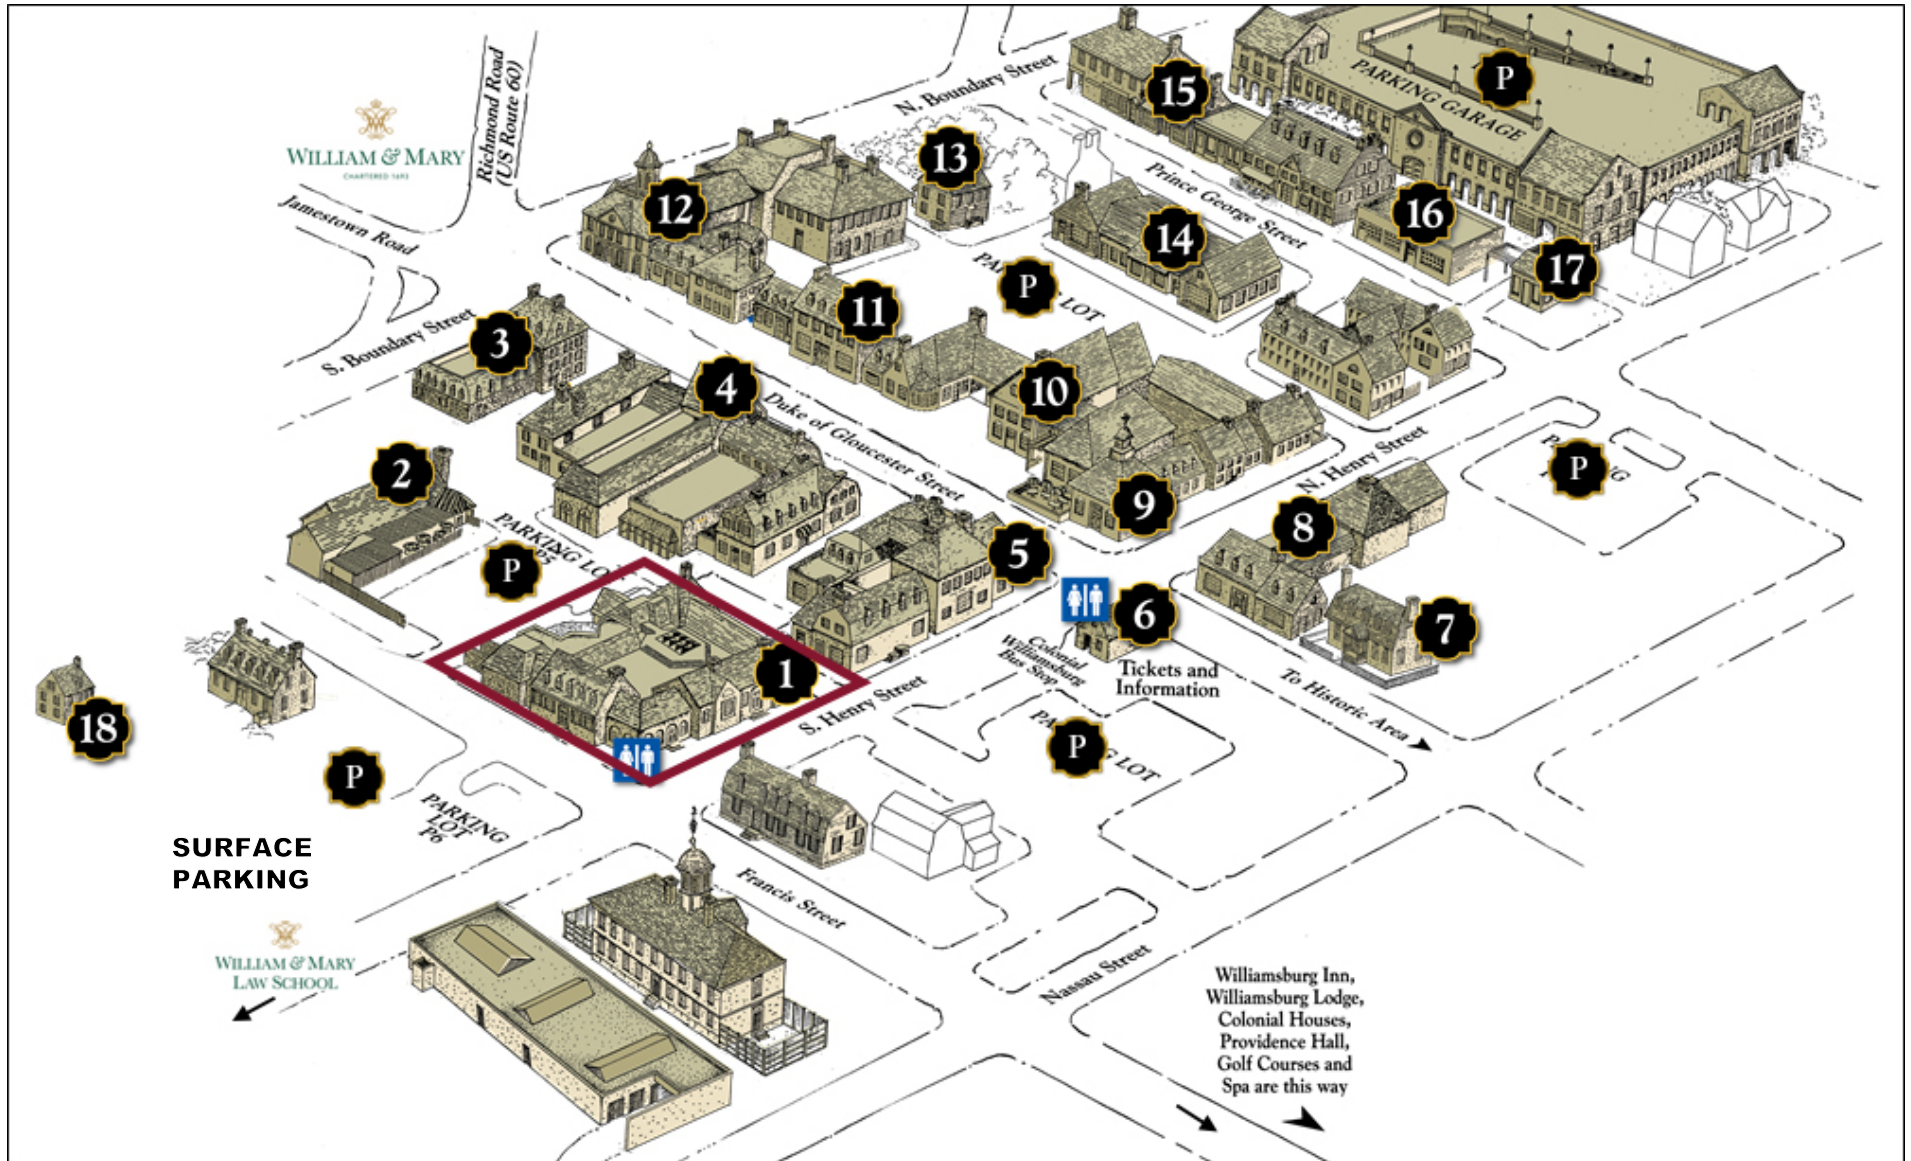 Richmond Road
(US Route 60)
N. Boundary Street
15
P
PARKING GARAGE
WILLIAM & MARY
CHARTERED 1693
13
Prince George Street
12
16
14
17
Jamestown Road
P
LOT
11
S. Boundary Street
3
4
10
Duke of Gloucester Street
N. Henry Street
P
2
9
8
PARKING LOT
P
5
6
7
Colonial
Williamsburg
Bus Stop
Tickets and
Information
To Historic Area
1
S. Henry Street
18
P
P
LOT
PARKING
LOT
P6
SURFACE
PARKING
Francis Street
WILLIAM & MARY
LAW SCHOOL
Nassau Street
Williamsburg Inn,
Williamsburg Lodge,
Colonial Houses,
Providence Hall,
Golf Courses and
Spa are this way